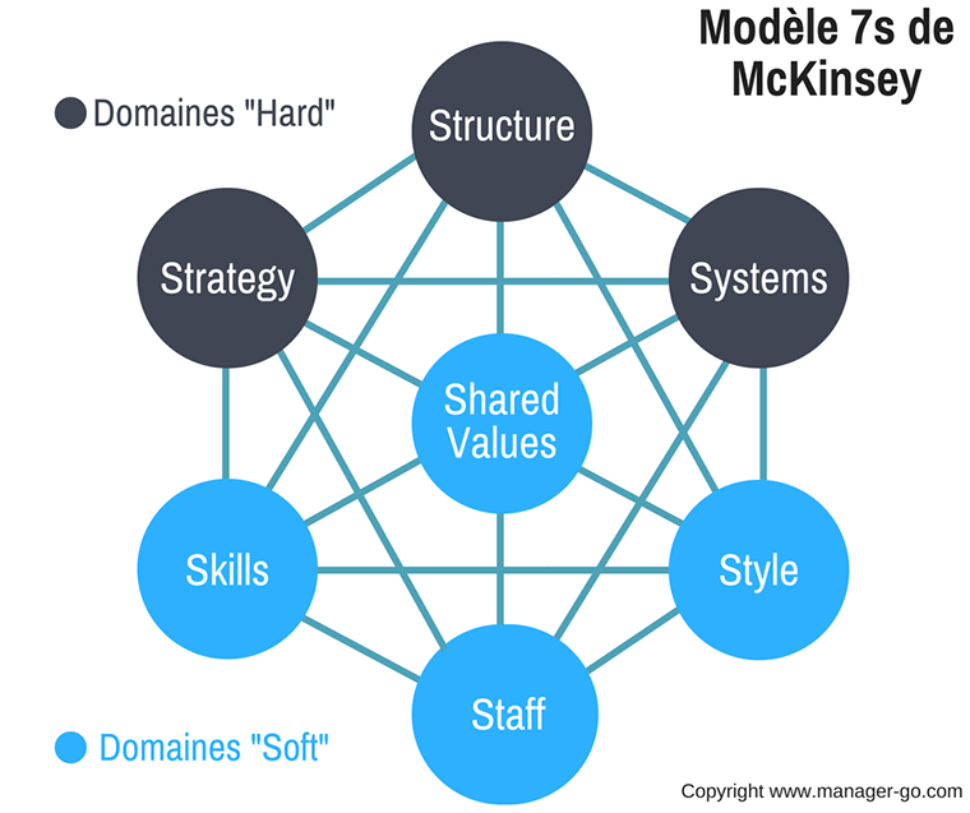 Modèle 7s de
McKinsey
Domaines "Hard"
Structure
Strategy
Systems
Shared
Values
Skills
Style
Staff
Domaines "Soft"
Copyright www.manager-go.com